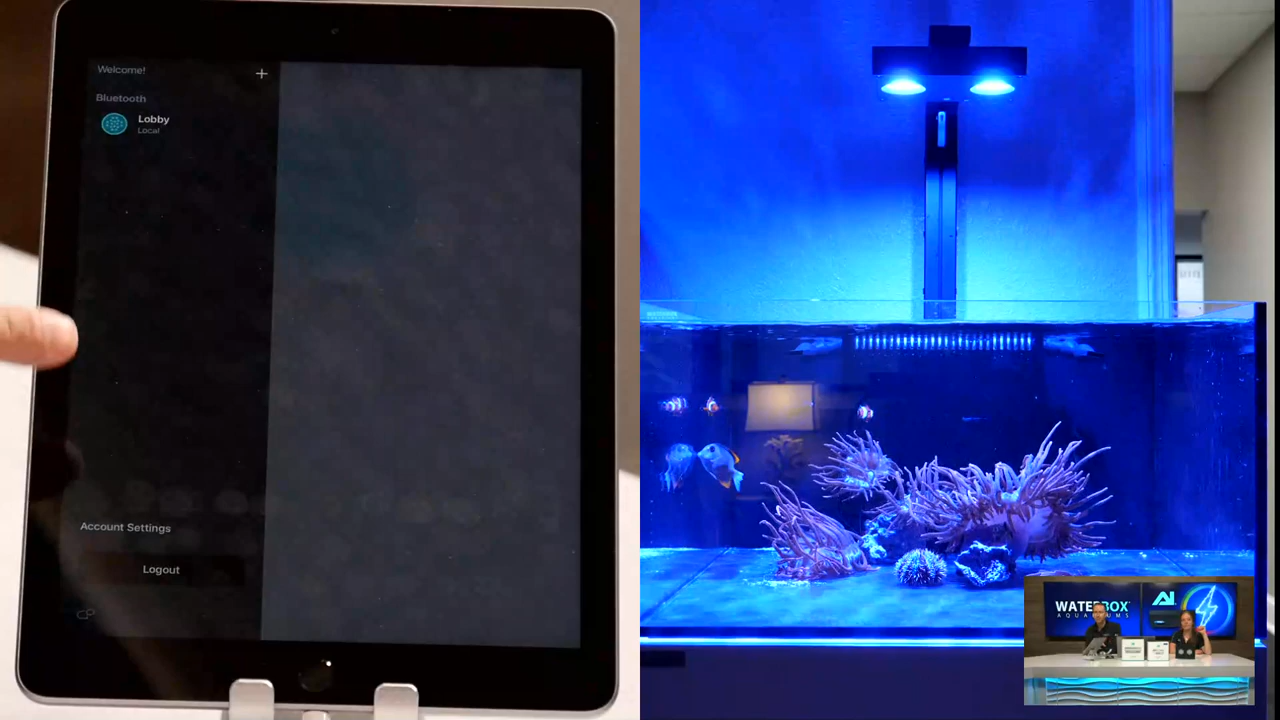 Welcome!
+
Bluetooth
Lobby
Local
Account Settings
Logout
WATERBOX
AQUARIUMS
AI